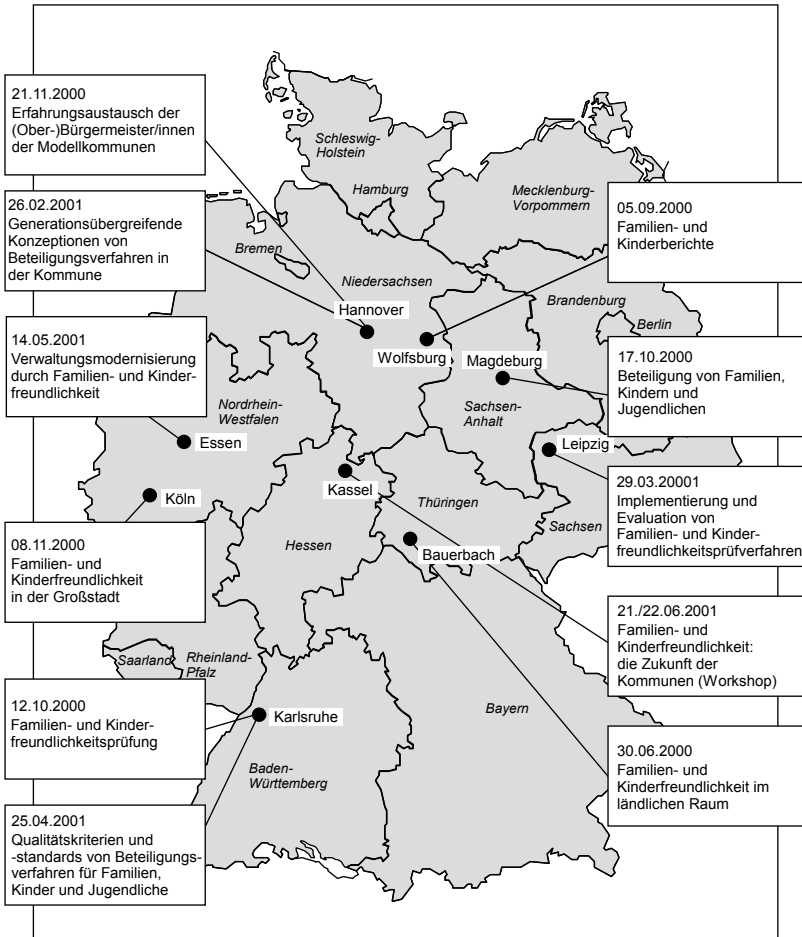 21.11.2000
Erfahrungsaustausch der
(Ober-)Bürgermeister/innen
der Modellkommunen
26.02.2001
Generationsübergreifende
Konzeptionen von
Beteiligungsverfahren in
der Kommune
14.05.2001
Verwaltungsmodernisierung
durch Familien- und Kinder-
freundlichkeit
08.11.2000
Familien- und
Kinderfreundlichkeit
in der Großstadt
12.10.2000
Familien- und Kinder-
freundlichkeitsprüfung
25.04.2001
Qualitätskriterien und
-standards von Beteiligungs-
verfahren für Familien,
Kinder und Jugendliche
Schleswig-
Holstein
Hamburg
Mecklenburg-
Vorpommern
Bremen
Niedersachsen
Hannover
Wolfsburg
Brandenburg
Berlin
Magdeburg
Sachsen-
Anhalt
Nordrhein-
Westfalen
Essen
Köln
Kassel
Leipzig
Thüringen
Sachsen
Hessen
Bauerbach
Saarland
Rheinland-
Pfalz
Karlsruhe
Bayern
Baden-
Württemberg
05.09.2000
Familien- und
Kinderberichte
17.10.2000
Beteiligung von Familien,
Kindern und
Jugendlichen
29.03.20001
Implementierung und
Evaluation von
Familien- und Kinder-
freundlichkeitsprüfverfahren
21./22.06.2001
Familien- und
Kinderfreundlichkeit:
die Zukunft der
Kommunen (Workshop)
30.06.2000
Familien- und
Kinderfreundlichkeit im
ländlichen Raum